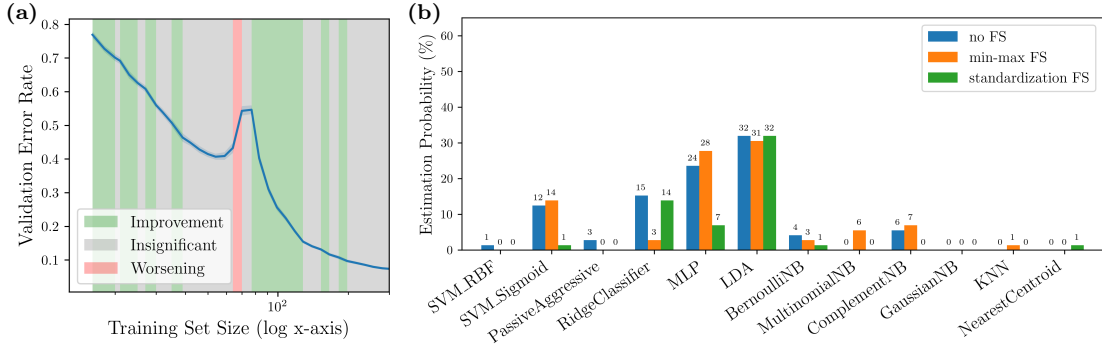 (a)
0.8
0.7
0.6
0.5
0.4
0.3
0.2
0.1
Validation Error Rate
Improvement
Insignificant
Worsening
10²
Training Set Size (log x-axis)
(b)
60
50
40
30
20
10
0
Estimation Probability (%)
no FS
min-max FS
standardization FS
1 0 0
12 14 1
3 0 0
15 3 14
24 28 7
32 31 32
4 3 1
0 6 0
6 7 0
0 0 0
0 1 0
0 0 1
SVM_RBF
SVM_Sigmoid
PassiveAggressive
RidgeClassifier
MLP
LDA
BernoulliNB
MultinomialNB
ComplementNB
GaussianNB
KNN
NearestCentroid